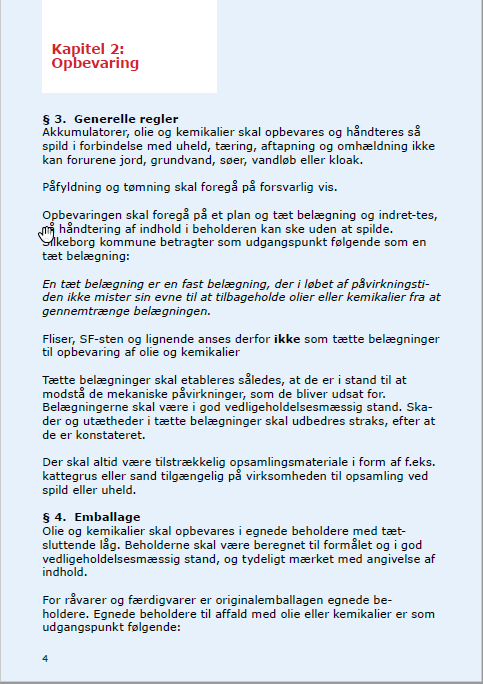 Kapitel 2:
Opbevaring
§ 3.  Generelle regler
Akkumulatorer, olie og kemikalier skal opbevares og håndteres så
spild i forbindelse med uheld, tæring, aftapning og omhældning ikke
kan forurene jord, grundvand, søer, vandløb eller kloak.
Påfyldning og tømning skal foregå på forsvarlig vis.
Opbevaringen skal foregå på et plan og tæt belægning og indret-tes,
håndtering af indhold i beholderen kan ske uden at spilde.
Silkeborg kommune betragter som udgangspunkt følgende som en
tæt belægning:
En tæt belægning er en fast belægning, der i løbet af påvirkningsti-
den ikke mister sin evne til at tilbageholde olier eller kemikalier fra at
gennemtrænge belægningen.
Fliser, SF-sten og lignende anses derfor ikke som tætte belægninger
til opbevaring af olie og kemikalier
Tætte belægninger skal etableres således, at de er i stand til at
modstå de mekaniske påvirkninger, som de bliver udsat for.
Belægningerne skal være i god vedligeholdelsesmæssig stand. Ska-
der og utætheder i tætte belægninger skal udbedres straks, efter at
de er konstateret.
Der skal altid være tilstrækkelig opsamlingsmateriale i form af f.eks.
kattegrus eller sand tilgængelig på virksomheden til opsamling ved
spild eller uheld.
§ 4.  Emballage
Olie og kemikalier skal opbevares i egnede beholdere med tæt-
sluttende låg. Beholderne skal være beregnet til formålet og i god
vedligeholdelsesmæssig stand, og tydeligt mærket med angivelse af
indhold.
For råvarer og færdigvarer er originalemballagen egnede be-
holdere. Egnede beholdere til affald med olie eller kemikalier er som
udgangspunkt følgende:
4